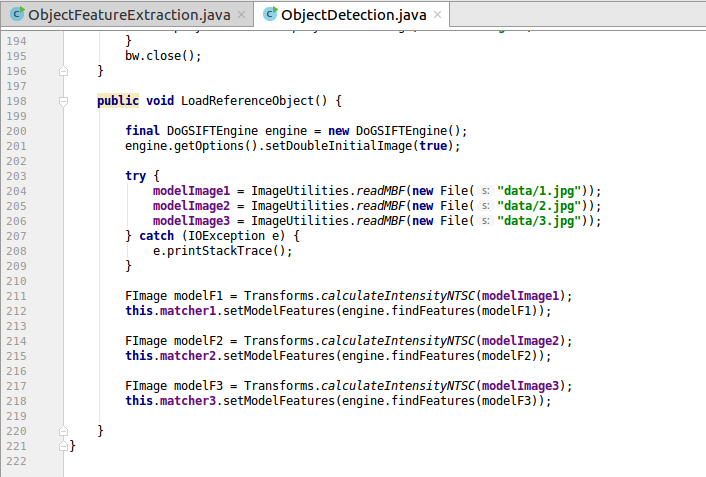 ObjectFeatureExtraction.java × ObjectDetection.java ×
194 }
195 bw.close();
196 }
197
198 public void LoadReferenceObject() {
199
200 final DoGSIFTEngine engine = new DoGSIFTEngine();
201 engine.getOptions().setDoubleInitialImage(true);
202
203 try {
204 modelImage1 = ImageUtilities.readMBF(new File( s: "data/1.jpg"));
205 modelImage2 = ImageUtilities.readMBF(new File( s: "data/2.jpg"));
206 modelImage3 = ImageUtilities.readMBF(new File( s: "data/3.jpg"));
207 } catch (IOException e) {
208 e.printStackTrace();
209 }
210
211 FImage modelF1 = Transforms.calculateIntensityNTSC(modelImage1);
212 this.matcher1.setModelFeatures(engine.findFeatures(modelF1));
213
214 FImage modelF2 = Transforms.calculateIntensityNTSC(modelImage2);
215 this.matcher2.setModelFeatures(engine.findFeatures(modelF2));
216
217 FImage modelF3 = Transforms.calculateIntensityNTSC(modelImage3);
218 this.matcher3.setModelFeatures(engine.findFeatures(modelF3));
219
220 }
221 }
222